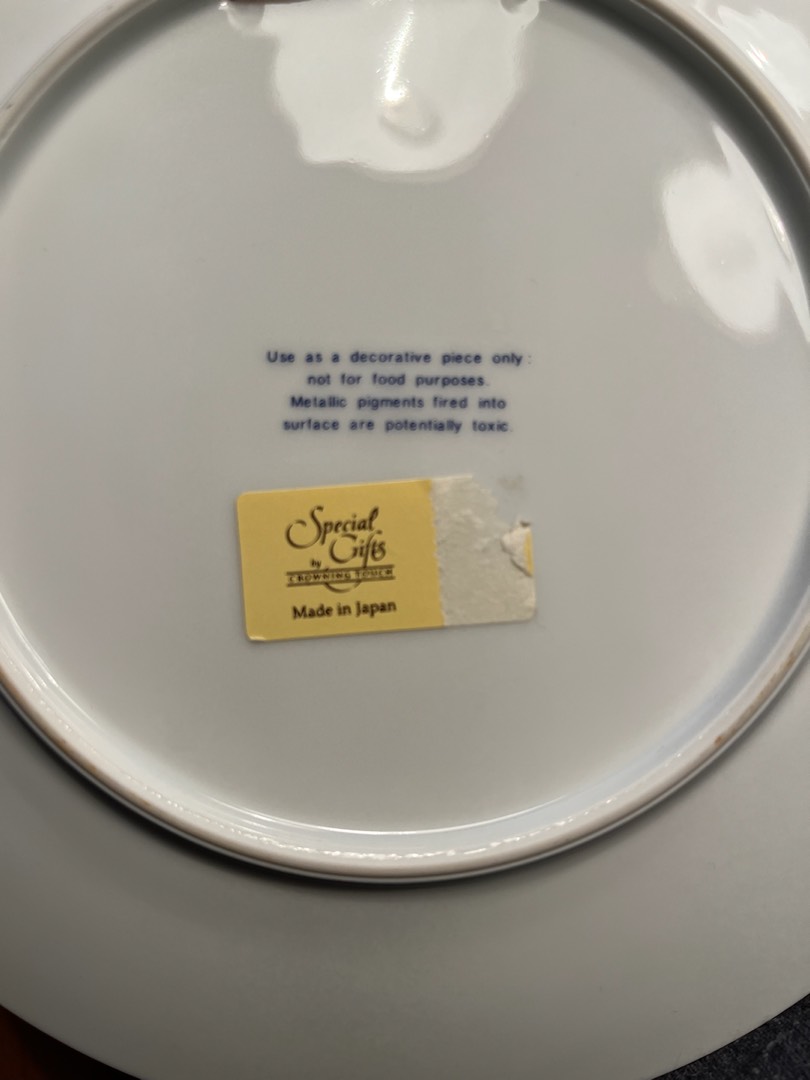 Use as a decorative piece only:
not for food purposes.
Metallic pigments fired into
surface are potentially toxic.
Special
Gifts
by
CROWNING TOUCH
Made in Japan